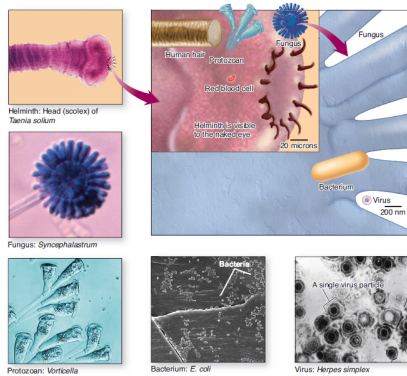 Helminth: Head (scolex) of
Taenia solium
Human hair
Protozoan
Fungus
Red blood cell
Helminth is visible
to the naked eye.
20 microns
Fungus
Bacterium
Virus
200 nm
Fungus: Syncephalastrum
Protozoan: Vorticella
Bacteria
Bacterium: E. coli
A single virus particle
Virus: Herpes simplex